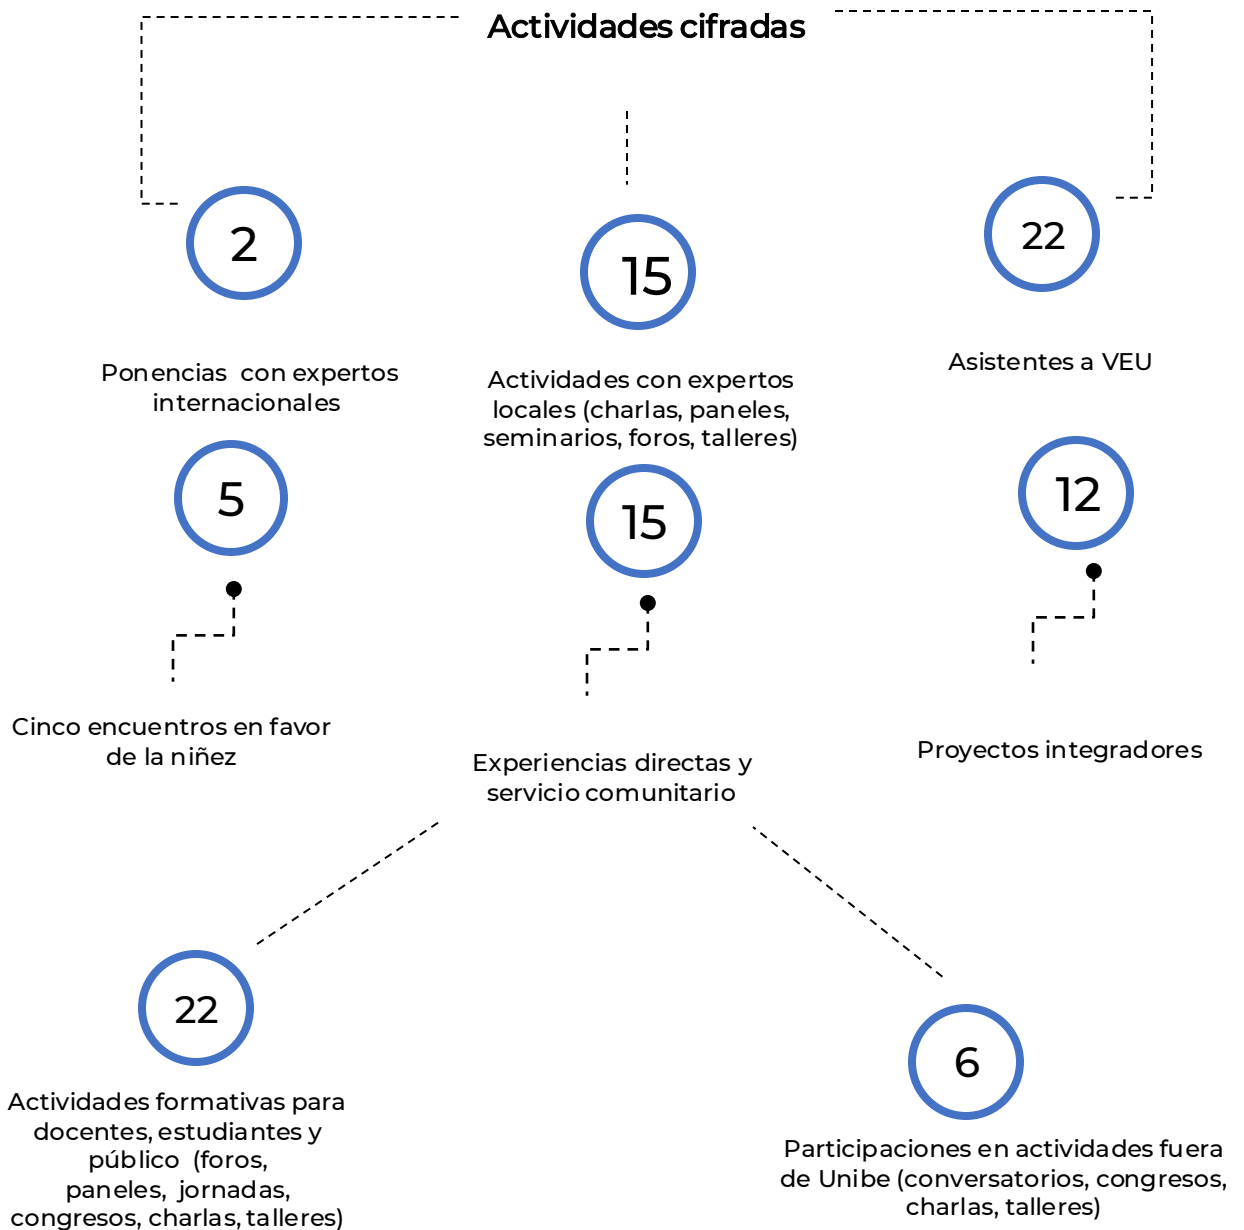 Actividades cifradas
2
Ponencias con expertos
internacionales
15
Actividades con expertos
locales (charlas, paneles,
seminarios, foros, talleres)
22
Asistentes a VEU
5
Cinco encuentros en favor
de la niñez
15
Experiencias directas y
servicio comunitario
12
Proyectos integradores
22
Actividades formativas para
docentes, estudiantes y
público (foros,
paneles, jornadas,
congresos, charlas, talleres)
6
Participaciones en actividades fuera
de Unibe (conversatorios, congresos,
charlas, talleres)